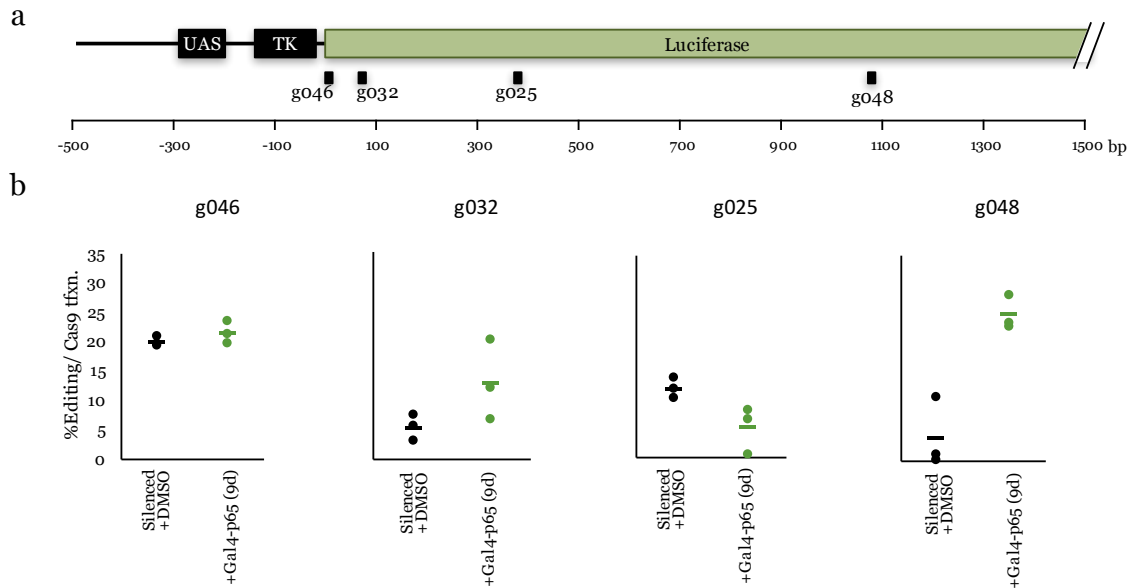 a
UAS TK Luciferase
g046 g032 g025 g048
-500 -300 -100 100 300 500 700 900 1100 1300 1500 bp
b
g046 g032 g025 g048
%Editing/ Cas9 tfxn.
35
30
25
20
15
10
5
0
Silenced
+DMSO
+Gal4-p65 (9d)
Silenced
+DMSO
+Gal4-p65 (9d)
Silenced
+DMSO
+Gal4-p65 (9d)
Silenced
+DMSO
+Gal4-p65 (9d)